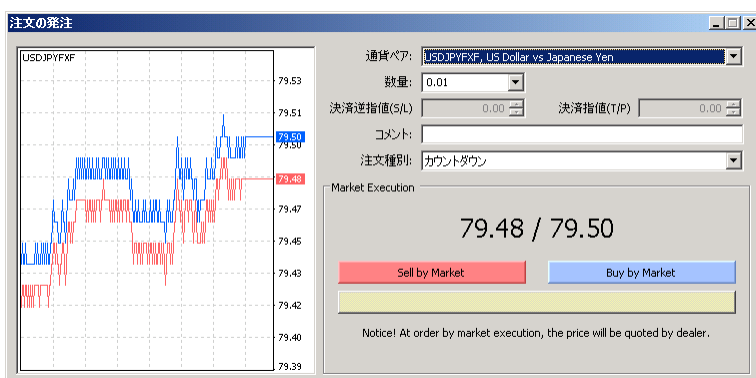 注文の発注
USDJPYFXF
79.53
79.51
79.50
79.50
79.48
79.47
79.45
79.43
79.42
79.40
79.39
通貨ペア: USDJPYFXF, US Dollar vs Japanese Yen
数量: 0.01
決済逆指値(S/L) 0.00 決済指値(T/P) 0.00
コメント:
注文種別: カウントダウン
Market Execution
79.48 / 79.50
Sell by Market Buy by Market
Notice! At order by market execution, the price will be quoted by dealer.